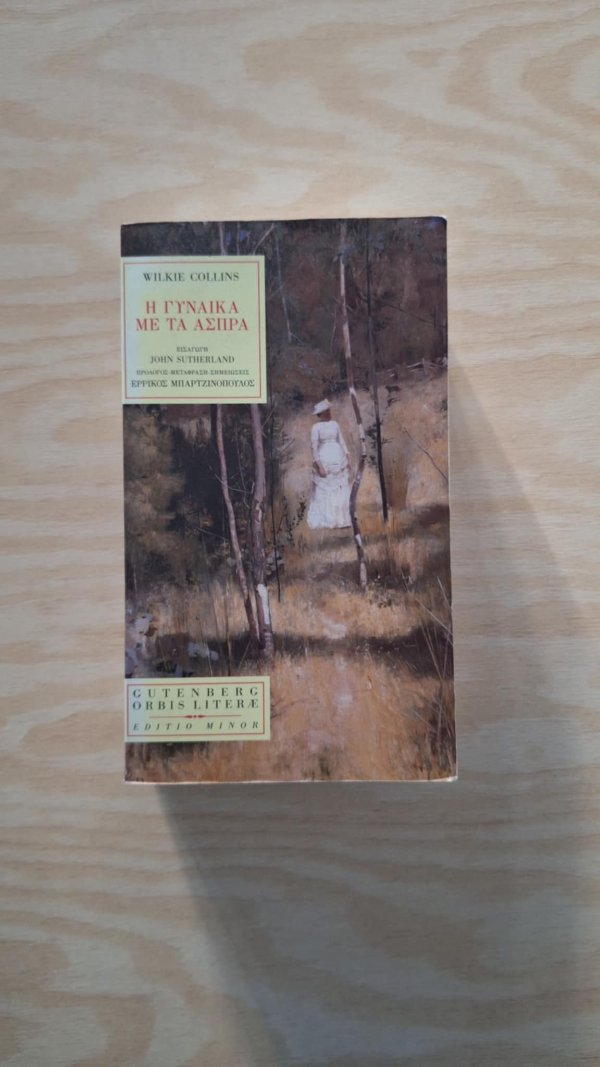 WILKIE COLLINS
Η ΓΥΝΑΙΚΑ
ΜΕ ΤΑ ΑΣΠΡΑ
ΕΙΣΑΓΩΓΗ
JOHN SUTHERLAND
ΠΡΟΛΟΓΟΣ-ΜΕΤΑΦΡΑΣΗ-ΣΗΜΕΙΩΣΕΙΣ
ΕΡΡΙΚΟΣ ΜΠΑΡΤΖΙΝΟΠΟΥΛΟΣ
GUTENBERG
ORBIS LITERÆ
EDITIO MINOR